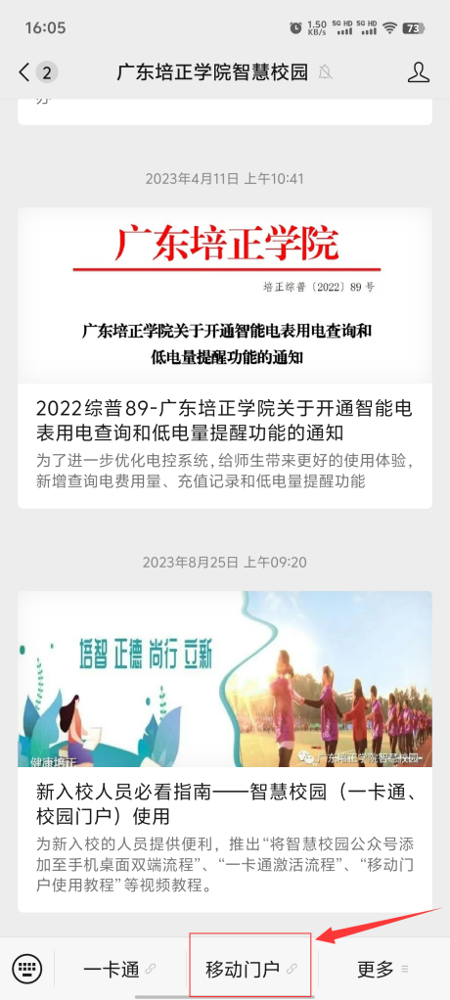 16:05
1.50 KB/s 5G HD 5G HD 73
2
广东培正学院智慧校园
2023年4月11日 上午10:41
广东培正学院
培正综普〔2022〕89 号
广东培正学院关于开通智能电表用电查询和
低电量提醒功能的通知
2022综普89-广东培正学院关于开通智能电
表用电查询和低电量提醒功能的通知
为了进一步优化电控系统,给师生带来更好的使用体验,
新增查询电费用量、充值记录和低电量提醒功能
2023年8月25日 上午09:20
培智 正德 尚行 立新
健康培正
广东培正学院智慧校园
新入校人员必看指南——智慧校园（一卡通、
校园门户）使用
为新入校的人员提供便利，推出“将智慧校园公众号添
加至手机桌面双端流程”、“一卡通激活流程”、“移动门
户使用教程”等视频教程。
一卡通
移动门户
更多